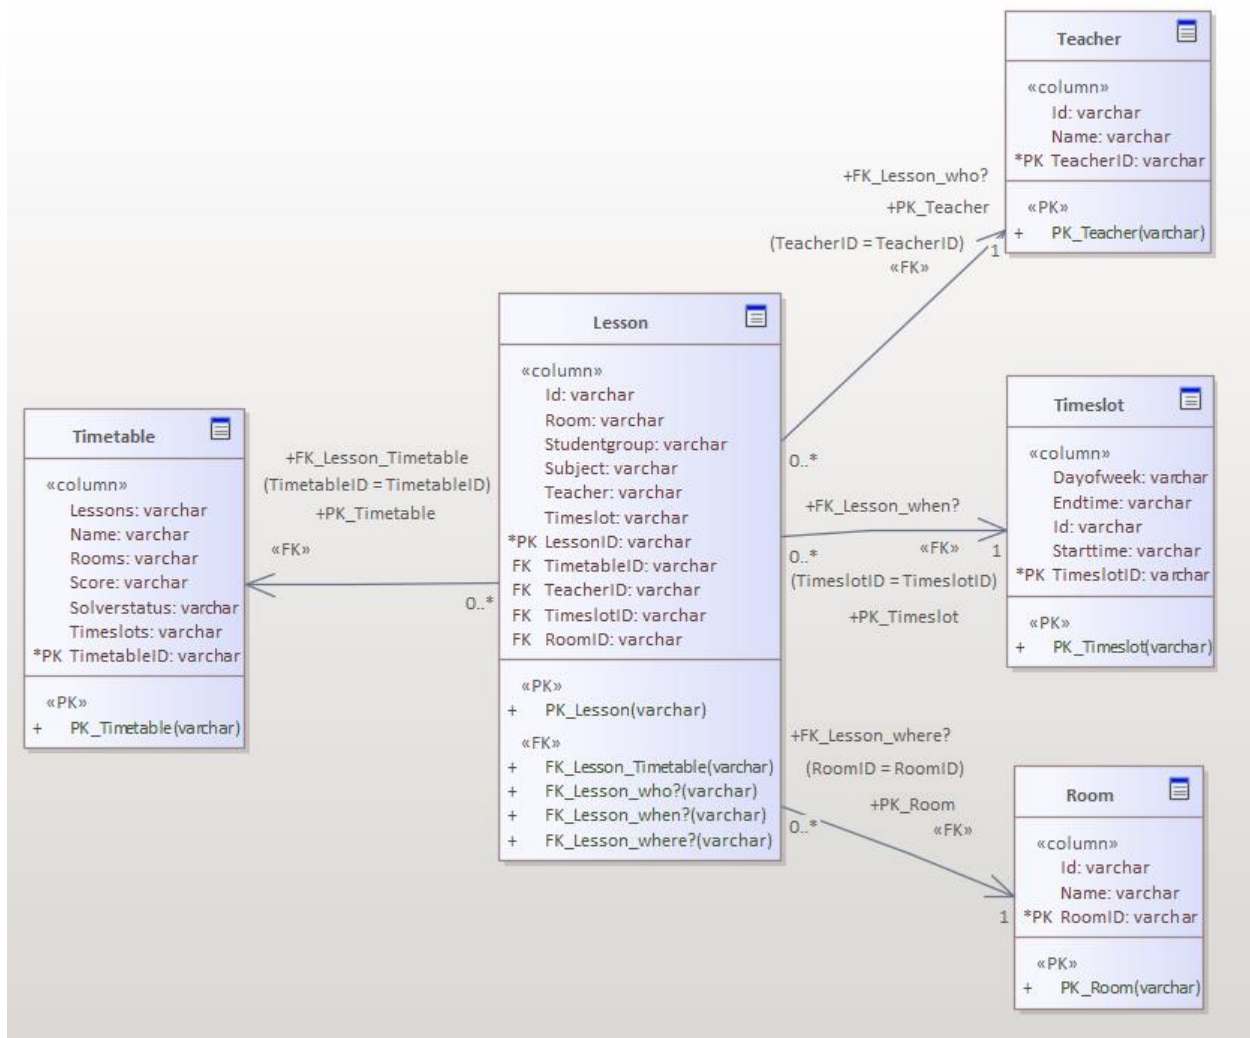 Teacher
«column»
Id: varchar
Name: varchar
*PK TeacherID: varchar
«PK»
+ PK_Teacher(varchar)
+FK_Lesson_who?
+PK_Teacher
(TeacherID = TeacherID)
«FK»
1
0..*
Lesson
«column»
Id: varchar
Room: varchar
Studentgroup: varchar
Subject: varchar
Teacher: varchar
Timeslot: varchar
*PK LessonID: varchar
FK TimetableID: varchar
FK TeacherID: varchar
FK TimeslotID: varchar
FK RoomID: varchar
«PK»
+ PK_Lesson(varchar)
«FK»
+ FK_Lesson_Timetable(varchar)
+ FK_Lesson_who?(varchar)
+ FK_Lesson_when?(varchar)
+ FK_Lesson_where?(varchar)
Timetable
«column»
Lessons: varchar
Name: varchar
Rooms: varchar
Score: varchar
Solverstatus: varchar
Timeslots: varchar
*PK TimetableID: varchar
«PK»
+ PK_Timetable(varchar)
+FK_Lesson_Timetable
(TimetableID = TimetableID)
+PK_Timetable
«FK»
0..*
Timeslot
«column»
Dayofweek: varchar
Endtime: varchar
Id: varchar
Starttime: varchar
*PK TimeslotID: varchar
«PK»
+ PK_Timeslot(varchar)
+FK_Lesson_when?
0..*
«FK»
1
(TimeslotID = TimeslotID)
+PK_Timeslot
+FK_Lesson_where?
(RoomID = RoomID)
+PK_Room
0..*
«FK»
1
Room
«column»
Id: varchar
Name: varchar
*PK RoomID: varchar
«PK»
+ PK_Room(varchar)